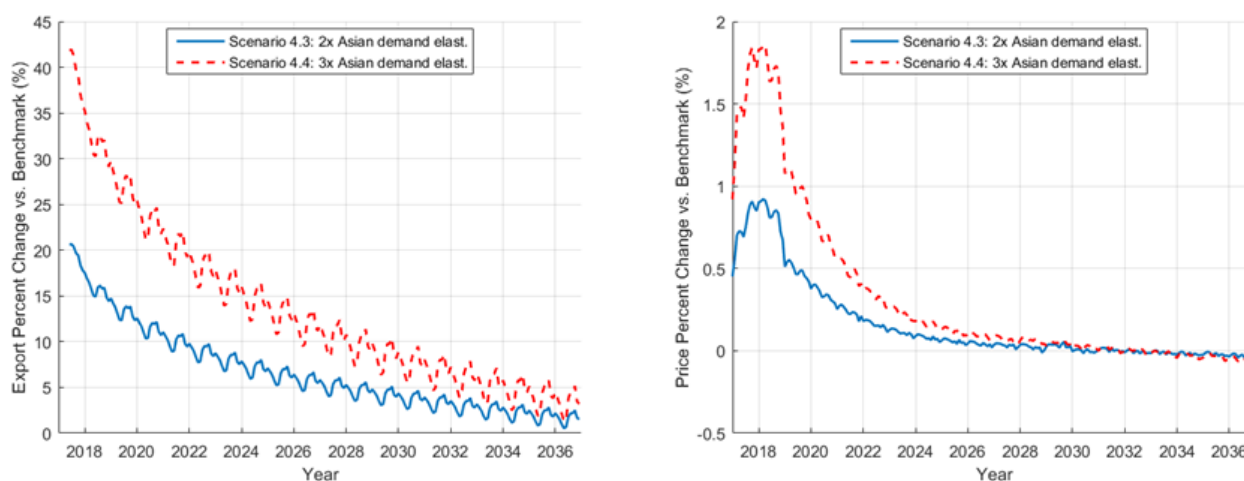 45
40
35
30
25
20
15
10
5
0
Export Percent Change vs. Benchmark (%)
Scenario 4.3: 2x Asian demand elast.
Scenario 4.4: 3x Asian demand elast.
2018 2020 2022 2024 2026 2028 2030 2032 2034 2036
Year
2
1.5
1
0.5
0
-0.5
Price Percent Change vs. Benchmark (%)
Scenario 4.3: 2x Asian demand elast.
Scenario 4.4: 3x Asian demand elast.
2018 2020 2022 2024 2026 2028 2030 2032 2034 2036
Year